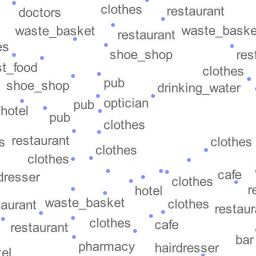 doctors
clothes
restaurant
waste_basket
restaurant
waste_baske
es
shoe_shop
rest
st_food
clothes
shoe_shop
pub
drinking_water
hotel
pub
optician
pub
clothes
s
restaurant
clothes
clothes
clothes
dresser
clothes
cafe
hotel
re
aurant
waste_basket
clothes
restaura
restaurant
clothes
cafe
bar
pharmacy
hairdresser
tel